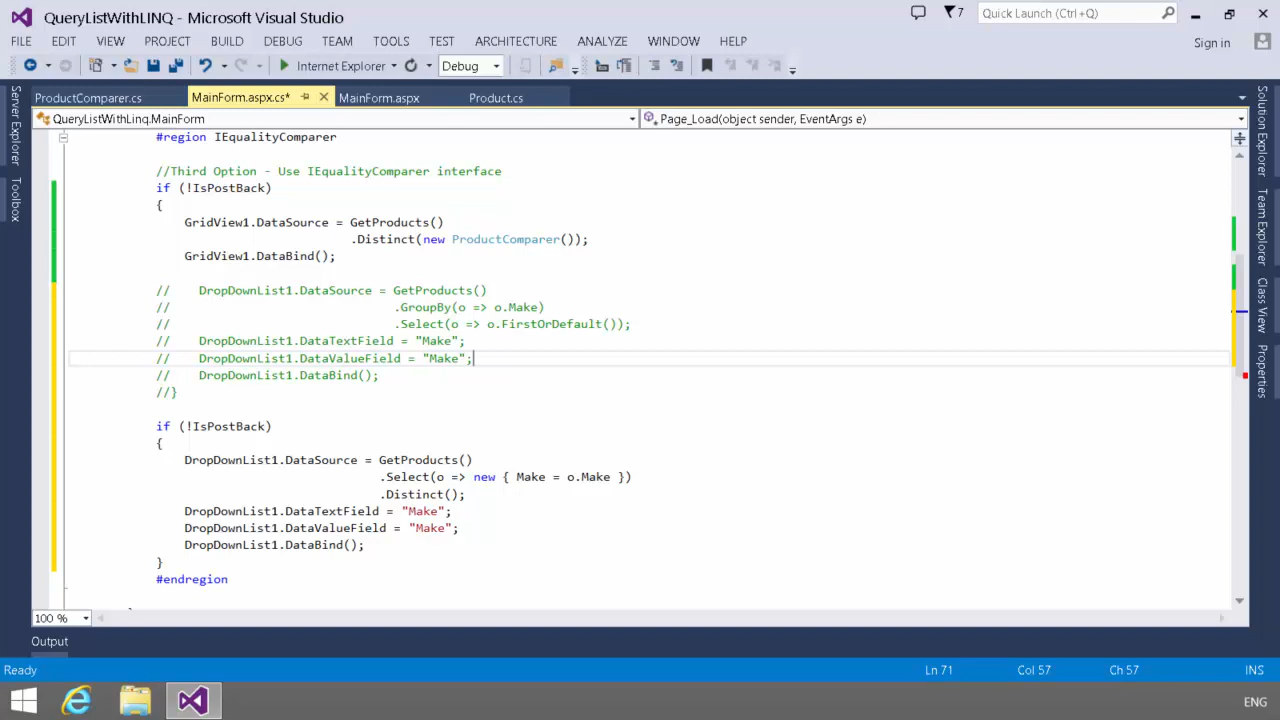 QueryListWithLINQ - Microsoft Visual Studio
7
Quick Launch (Ctrl+Q)
FILE EDIT VIEW PROJECT BUILD DEBUG TEAM TOOLS TEST ARCHITECTURE ANALYZE WINDOW HELP
Sign in
Internet Explorer
Debug
Server Explorer
Toolbox
ProductComparer.cs
MainForm.aspx.cs*
MainForm.aspx
Product.cs
QueryListWithLinq.MainForm
Page_Load(object sender, EventArgs e)
#region IEqualityComparer
//Third Option - Use IEqualityComparer interface
if (!IsPostBack)
{
GridView1.DataSource = GetProducts()
.Distinct(new ProductComparer());
GridView1.DataBind();
// DropDownList1.DataSource = GetProducts()
// .GroupBy(o => o.Make)
// .Select(o => o.FirstOrDefault());
// DropDownList1.DataTextField = "Make";
// DropDownList1.DataValueField = "Make";
// DropDownList1.DataBind();
//}
if (!IsPostBack)
{
DropDownList1.DataSource = GetProducts()
.Select(o => new { Make = o.Make })
.Distinct();
DropDownList1.DataTextField = "Make";
DropDownList1.DataValueField = "Make";
DropDownList1.DataBind();
}
#endregion
Solution Explorer
Team Explorer
Class View
Properties
100 %
Output
Ready
Ln 71
Col 57
Ch 57
INS
ENG